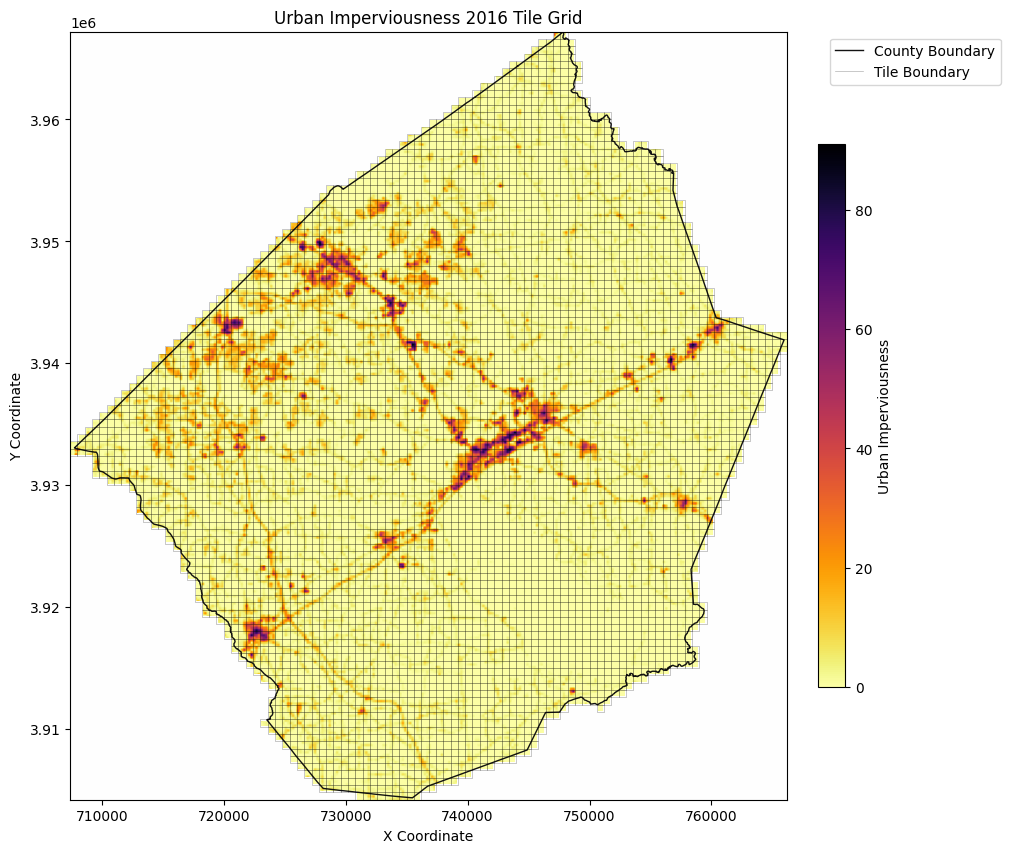 Urban Imperviousness 2016 Tile Grid
1e6
County Boundary
Tile Boundary
3.96
3.95
3.94
3.93
3.92
3.91
Y Coordinate
710000 720000 730000 740000 750000 760000
X Coordinate
80
60
40
20
0
Urban Imperviousness